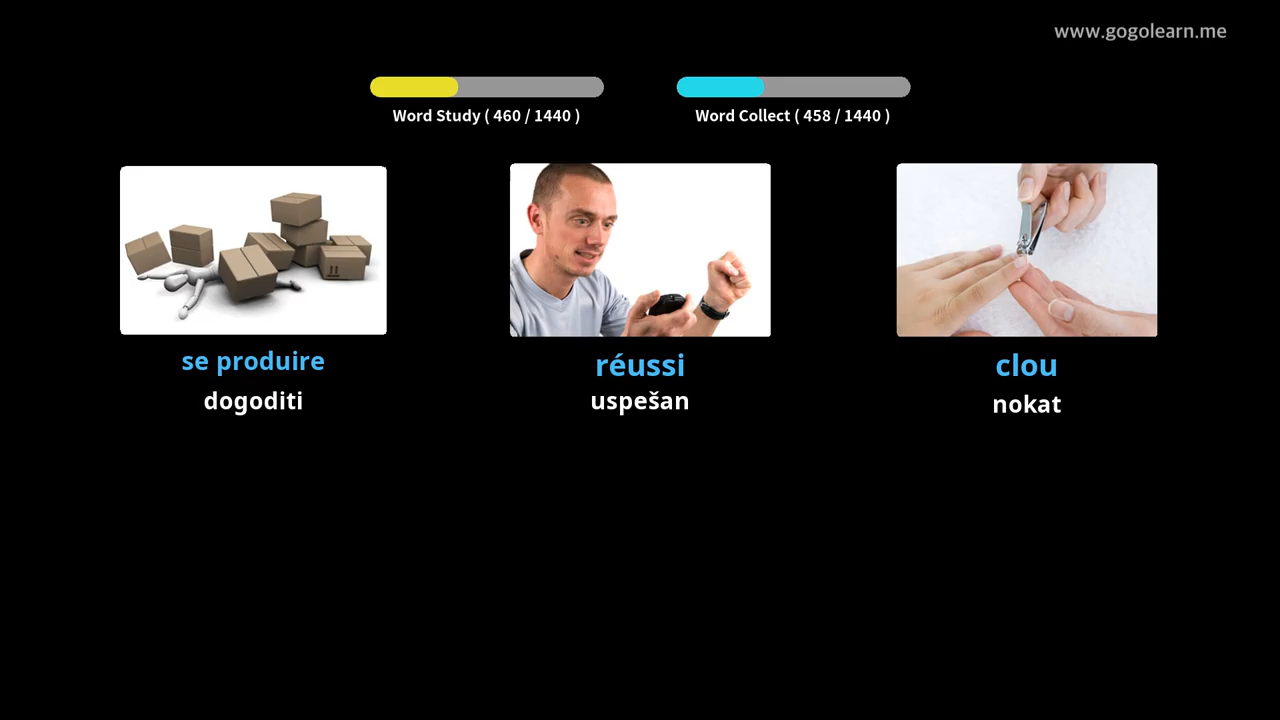 www.gogolearn.me
Word Study ( 460 / 1440 )
Word Collect ( 458 / 1440 )
se produire
dogoditi
réussi
uspešan
clou
nokat